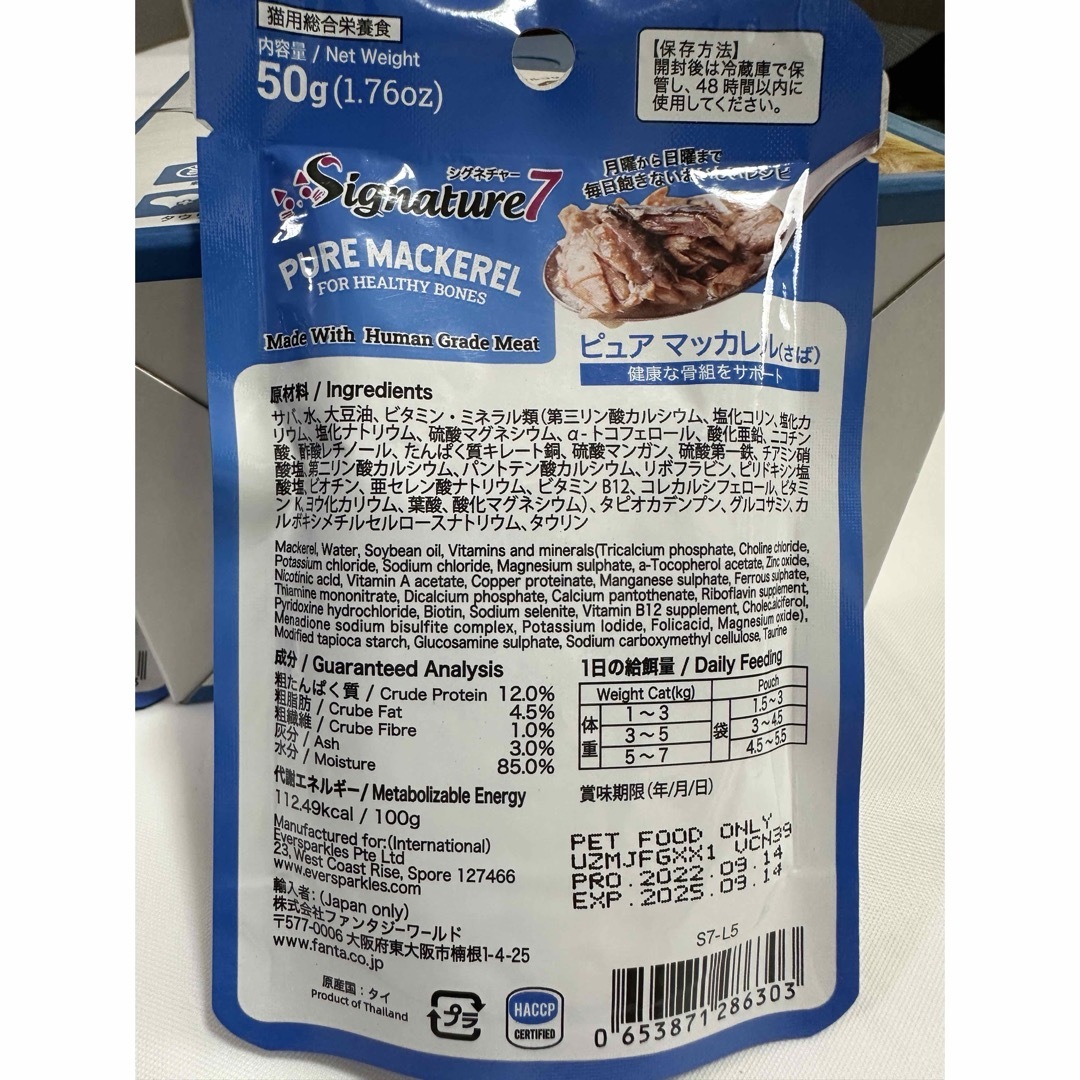 猫用総合栄養食
内容量 / Net Weight
50g(1.76oz)
【保存方法】
開封後は冷蔵庫で保
管し、48時間以内に
使用してください。
シグネチャー
Signature7
PURE MACKEREL
FOR HEALTHY BONES
Made With Human Grade Meat
月曜から日曜まで
毎日飽きないおいしいレシピ
ピュア マッカレル(さば)
健康な骨組をサポート
原材料 / Ingredients
サバ、水、大豆油、ビタミン・ミネラル類(第三リン酸カルシウム、塩化コリン、塩化カ
リウム、塩化ナトリウム、硫酸マグネシウム、α-トコフェロール、酸化亜鉛、ニコチン
酸、酢酸レチノール、たんぱく質キレート銅、硫酸マンガン、硫酸第一鉄、チアミン硝
酸塩、第二リン酸カルシウム、パントテン酸カルシウム、リボフラビン、ピリドキシン塩
酸塩、ビオチン、亜セレン酸ナトリウム、ビタミン B12、コレカルシフェロール、ビタミ
ン K、ヨウ化カリウム、葉酸、酸化マグネシウム)、タピオカデンプン、グルコサミン、カ
ルボキシメチルセルロースナトリウム、タウリン
Mackerel, Water, Soybean oil, Vitamins and minerals(Tricalcium phosphate, Choline chloride,
Potassium chloride, Sodium chloride, Magnesium sulphate, a-Tocopherol acetate, Zinc oxide,
Nicotinic acid, Vitamin A acetate, Copper proteinate, Manganese sulphate, Ferrous sulphate,
Thiamine mononitrate, Dicalcium phosphate, Calcium pantothenate, Riboflavin supplement,
Pyridoxine hydrochloride, Biotin, Sodium selenite, Vitamin B12 supplement, Cholecalciferol,
Menadione sodium bisulfite complex, Potassium Iodide, Folicacid, Magnesium oxide),
Modified tapioca starch, Glucosamine sulphate, Sodium carboxymethyl cellulose, Taurine
成分 / Guaranteed Analysis
粗たんぱく質 / Crude Protein 12.0%
粗脂肪 / Crube Fat 4.5%
粗繊維 / Crube Fibre 1.0%
灰分 / Ash 3.0%
水分 / Moisture 85.0%
代謝エネルギー / Metabolizable Energy
112.49kcal / 100g
1日の給餌量 / Daily Feeding
Weight Cat(kg) Pouch
体重 袋
1~3 1.5~3
3~5 3~4.5
5~7 4.5~5.5
賞味期限(年/月/日)
PET FOOD ONLY
UZMJFGXX1 VCN39
PRO.2022.09.14
EXP.2025.09.14
Manufactured for:(International)
Eversparkles Pte Ltd
23, West Coast Rise, Spore 127466
www.eversparkles.com
輸入者: (Japan only)
株式会社ファンタジーワールド
〒577-0006 大阪府東大阪市楠根1-4-25
www.fanta.co.jp
原産国:タイ
Product of Thailand
プラ
HACCP
CERTIFIED
S7-L5
0 653871 286303